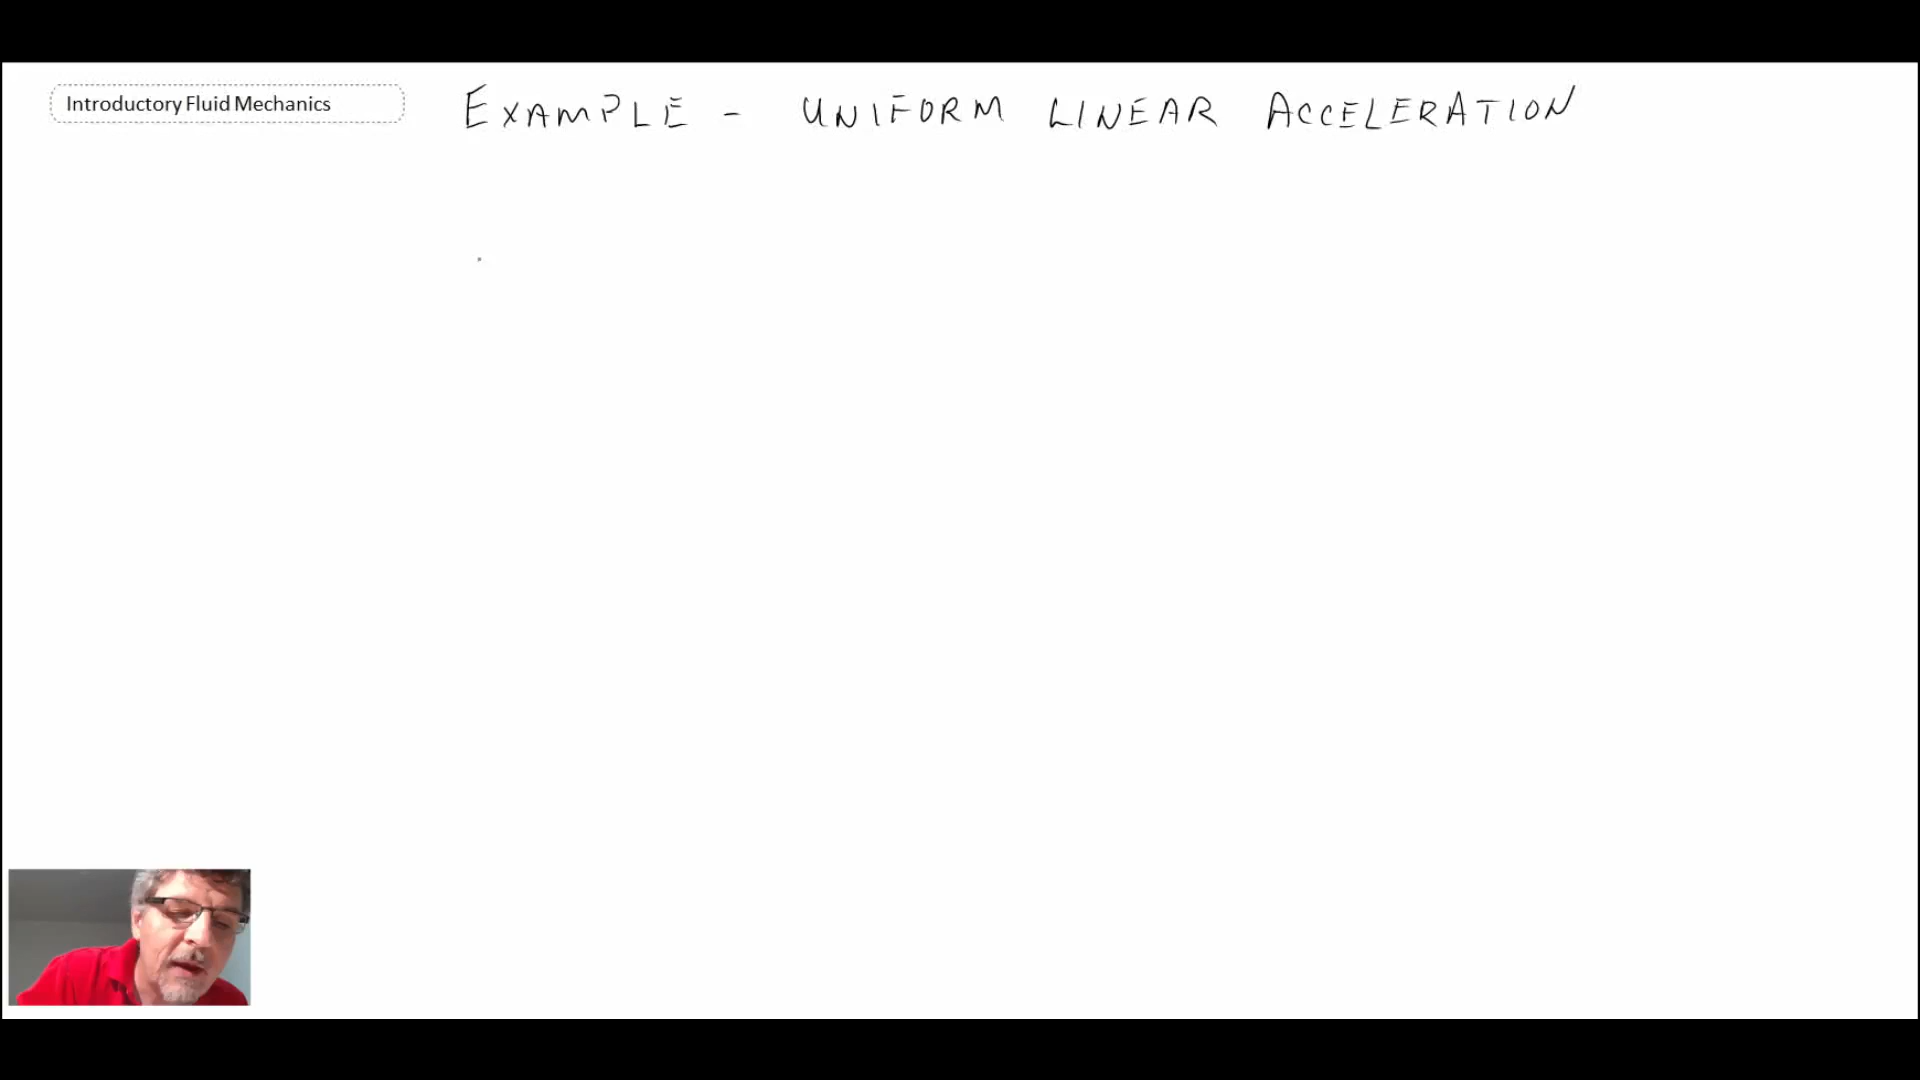 Introductory Fluid Mechanics
EXAMPLE - UNIFORM LINEAR ACCELERATION